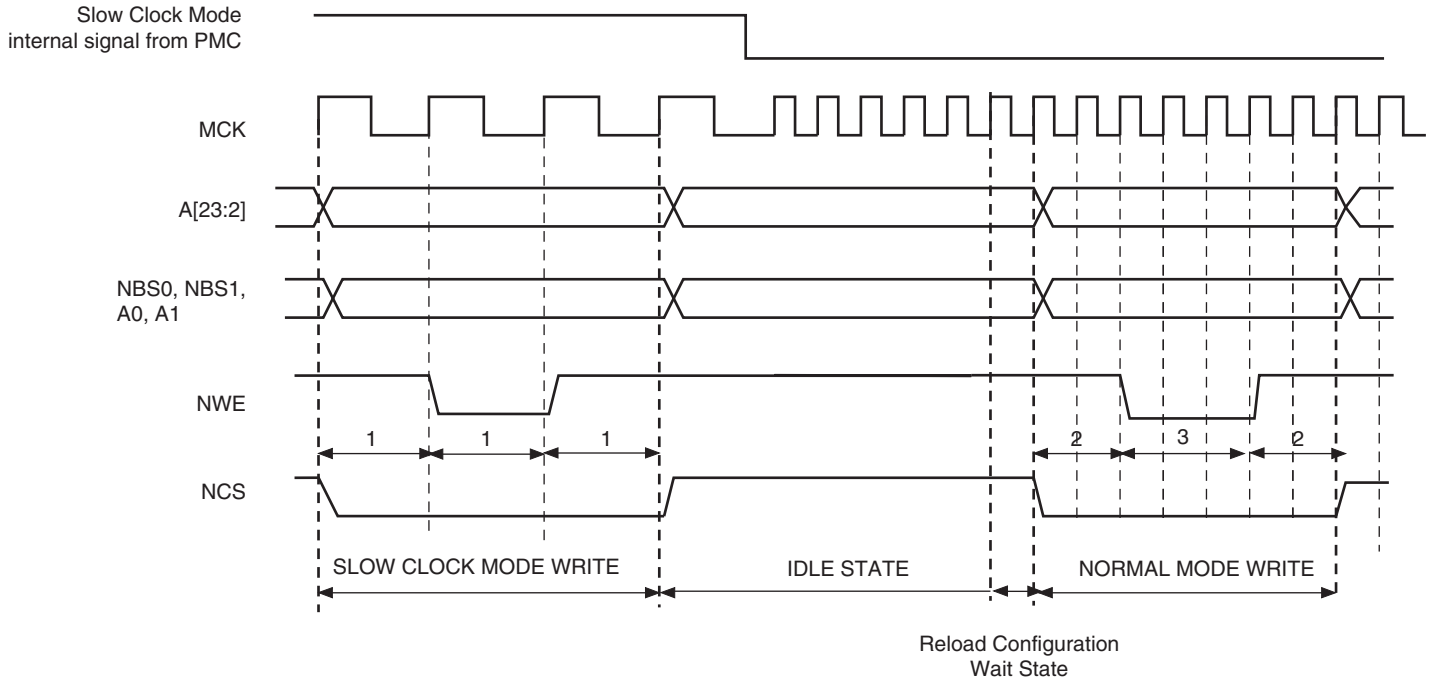 Slow Clock Mode
internal signal from PMC
MCK
A[23:2]
NBS0, NBS1,
A0, A1
NWE
1 1 1 2 3 2
NCS
SLOW CLOCK MODE WRITE IDLE STATE NORMAL MODE WRITE
Reload Configuration
Wait State